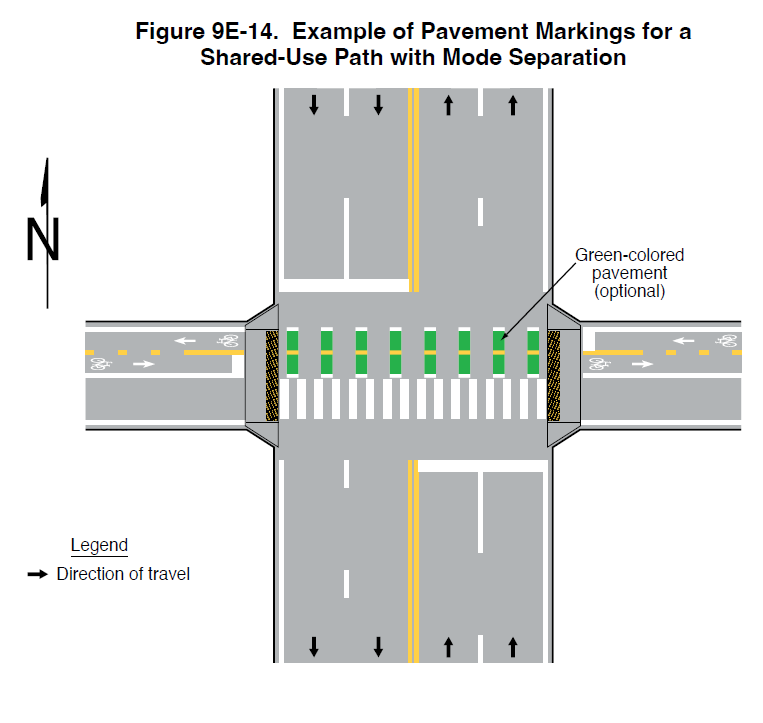 Figure 9E-14.  Example of Pavement Markings for a
Shared-Use Path with Mode Separation
N
Green-colored
pavement
(optional)
Legend
Direction of travel